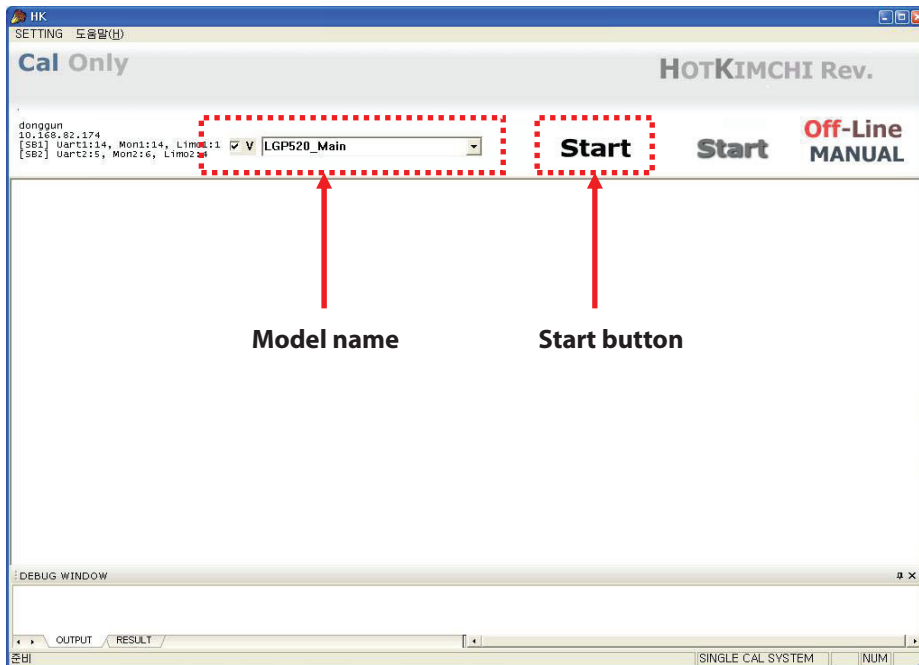 HK
SETTING 도움말(H)
Cal Only
HOTKIMCHI Rev.
donggun
10.168.82.174
[SB1] Uart1:14, Mon1:14, Limo1:1
[SB2] Uart2:5, Mon2:6, Limo2:4
V LGP520_Main
Start
Start
Off-Line
MANUAL
Model name
Start button
DEBUG WINDOW
OUTPUT RESULT
준비 SINGLE CAL SYSTEM NUM